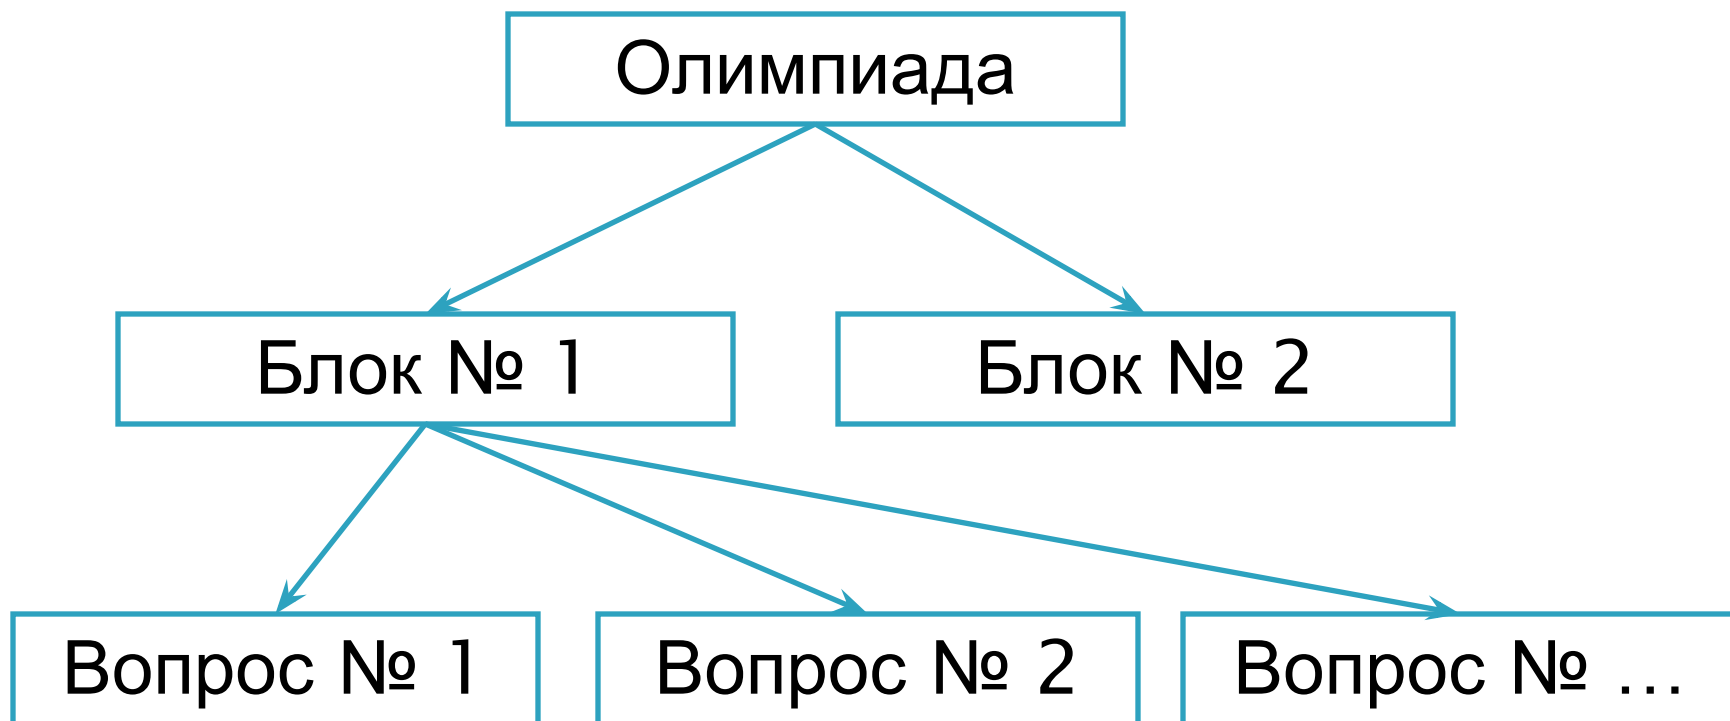 Олимпиада
Блок № 1
Блок № 2
Вопрос № 1
Вопрос № 2
Вопрос № ...